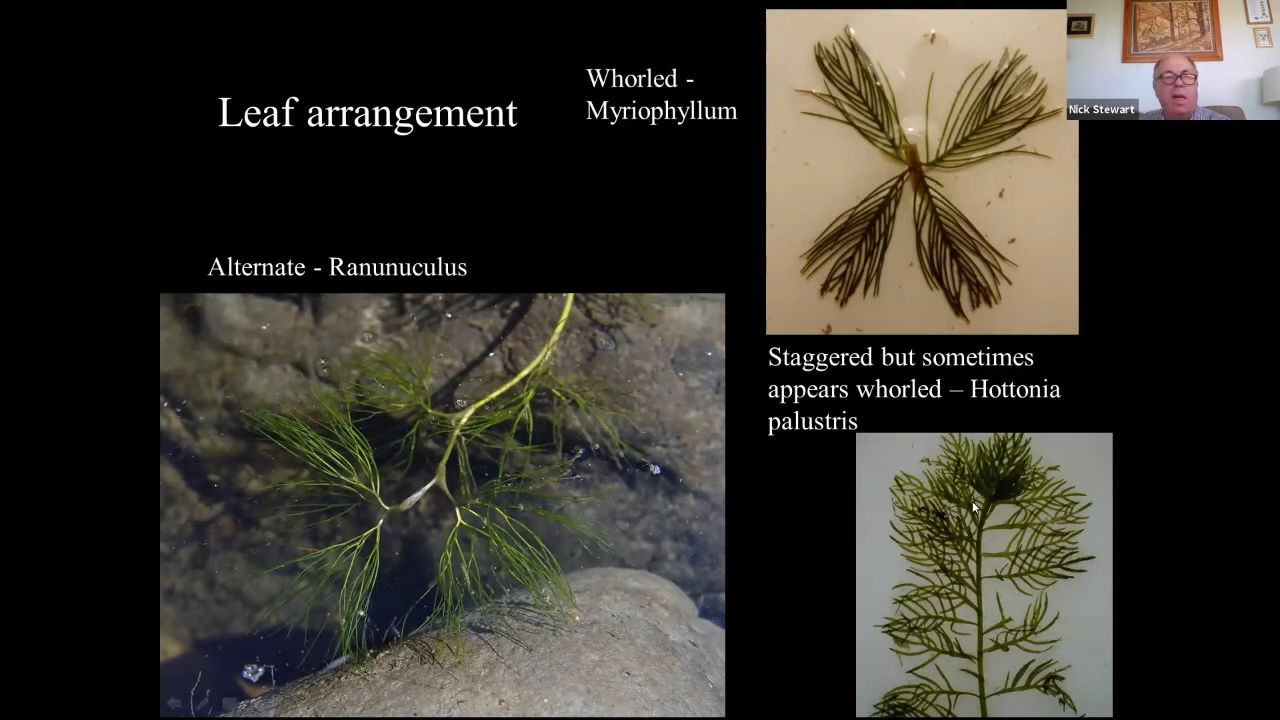 Leaf arrangement
Whorled -
Myriophyllum
Nick Stewart
Alternate - Ranunuculus
Staggered but sometimes
appears whorled – Hottonia
palustris